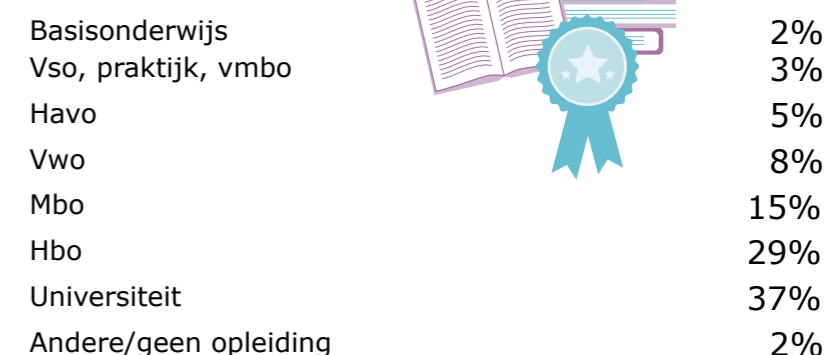 Basisonderwijs 2%
Vso, praktijk, vmbo 3%
Havo 5%
Vwo 8%
Mbo 15%
Hbo 29%
Universiteit 37%
Andere/geen opleiding 2%